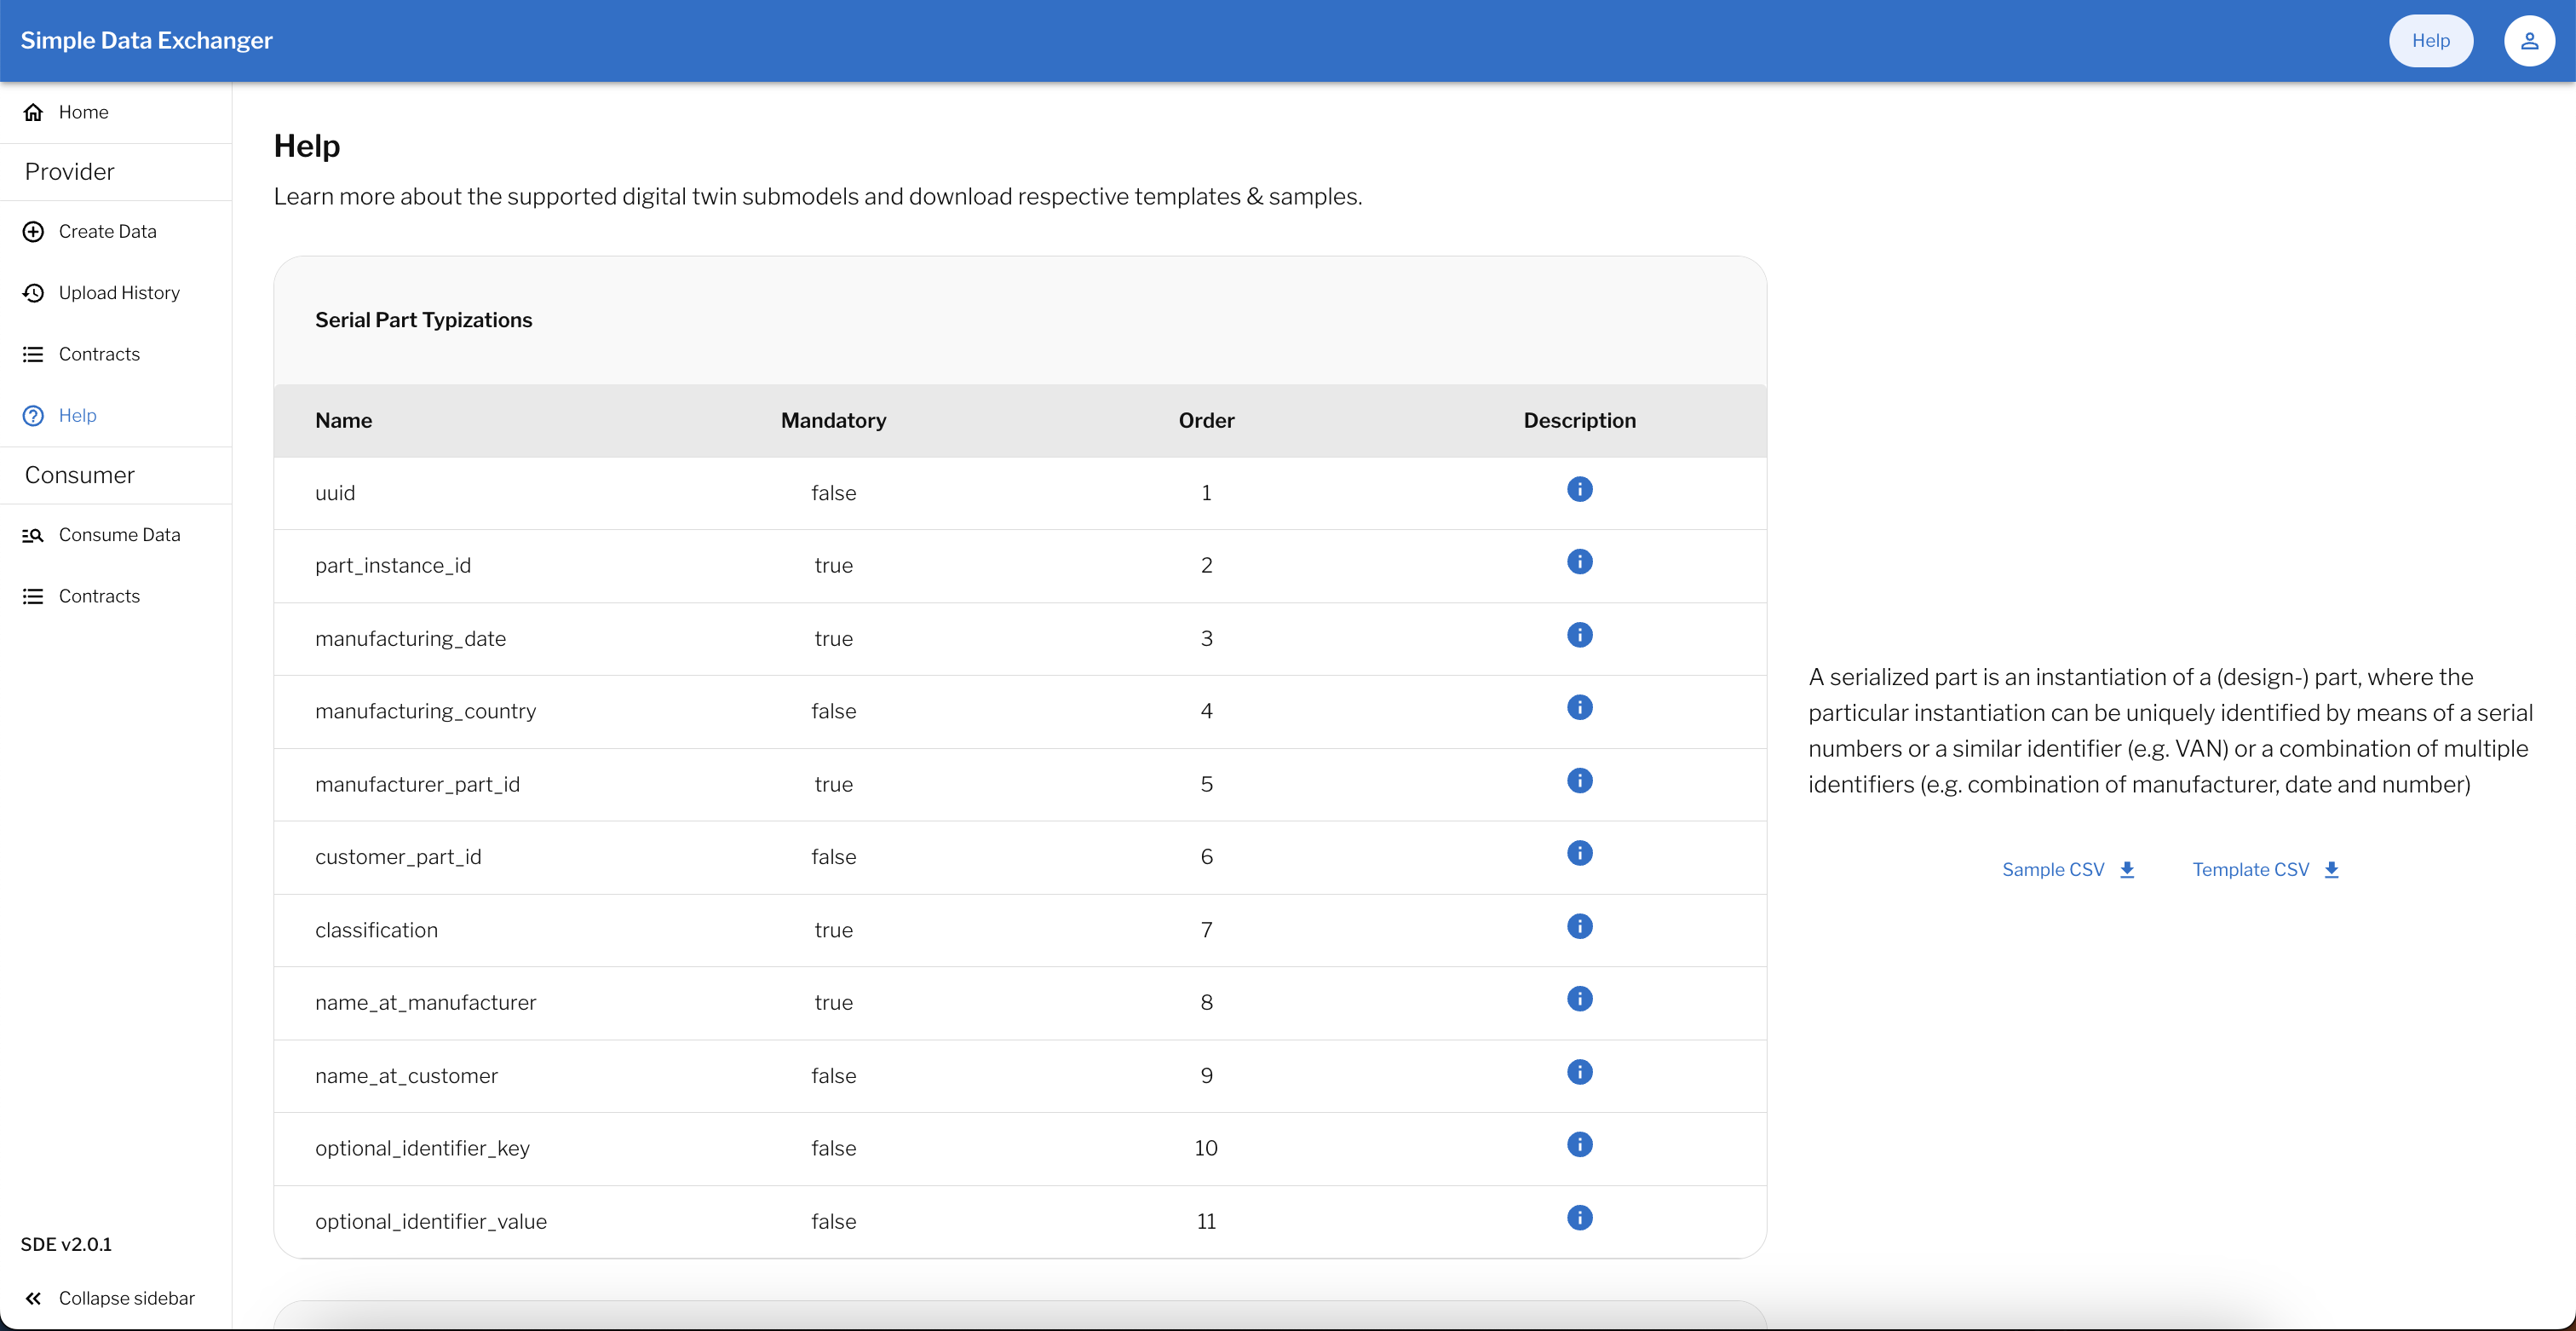 Simple Data Exchanger
Help
Home
Provider
Create Data
Upload History
Contracts
Help
Consumer
Consume Data
Contracts
SDE v2.0.1
Collapse sidebar
Help
Learn more about the supported digital twin submodels and download respective templates & samples.
Serial Part Typizations
Name Mandatory Order Description
uuid false 1
part_instance_id true 2
manufacturing_date true 3
manufacturing_country false 4
manufacturer_part_id true 5
customer_part_id false 6
classification true 7
name_at_manufacturer true 8
name_at_customer false 9
optional_identifier_key false 10
optional_identifier_value false 11
A serialized part is an instantiation of a (design-) part, where the
particular instantiation can be uniquely identified by means of a serial
numbers or a similar identifier (e.g. VAN) or a combination of multiple
identifiers (e.g. combination of manufacturer, date and number)
Sample CSV Template CSV